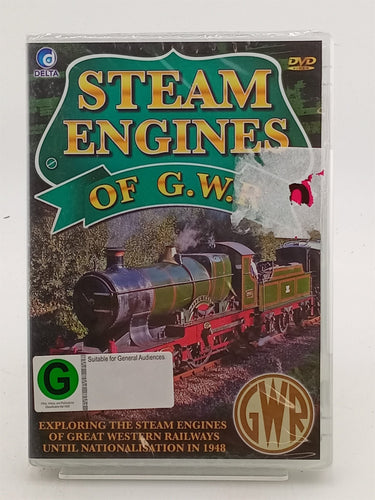 DELTA
DVD
STEAM
ENGINES
OF G.W.
Suitable for General Audiences.
G
GWR
EXPLORING THE STEAM ENGINES
OF GREAT WESTERN RAILWAYS
UNTIL NATIONALISATION IN 1948